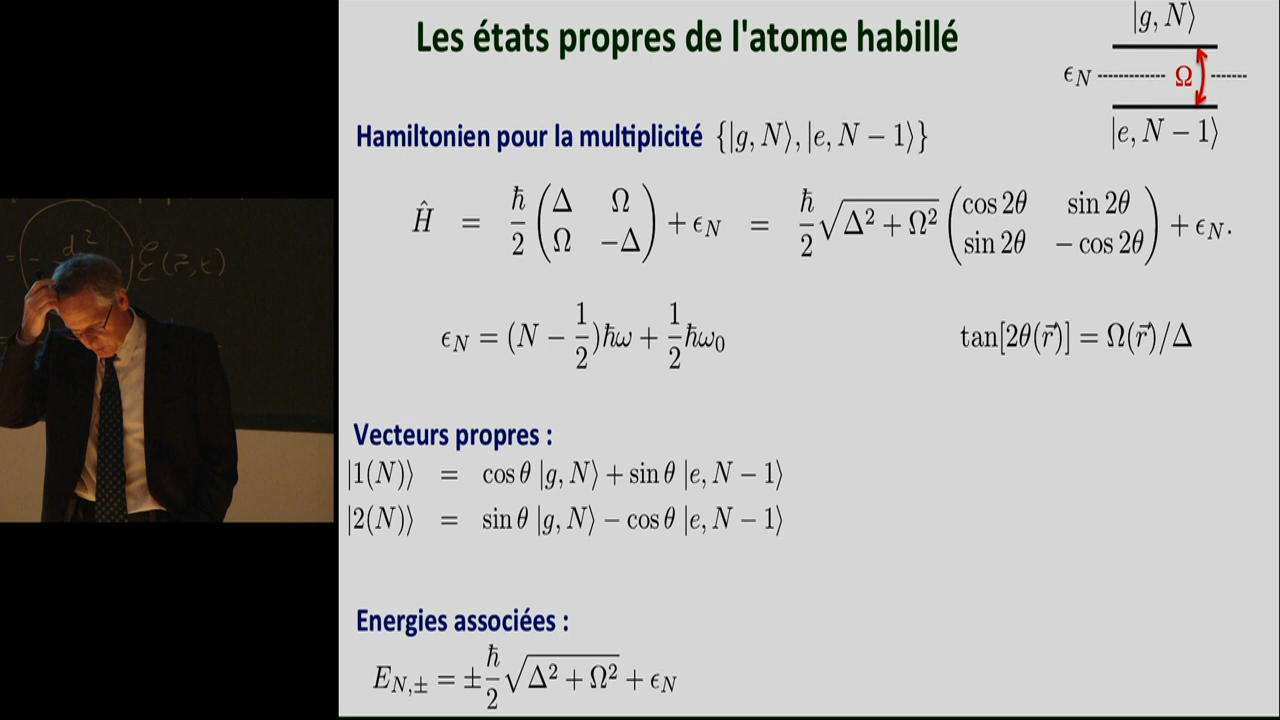 Les états propres de l'atome habillé
|g, N⟩
ϵ_N Ω
|e, N − 1⟩
Hamiltonien pour la multiplicité {|g, N⟩, |e, N − 1⟩}
Ĥ = ℏ/2 (Δ Ω; Ω −Δ) + ϵ_N = ℏ/2 √(Δ² + Ω²) (cos 2θ sin 2θ; sin 2θ − cos 2θ) + ϵ_N.
ϵ_N = (N − 1/2)ℏω + 1/2 ℏω₀ tan[2θ(r⃗)] = Ω(r⃗)/Δ
Vecteurs propres :
|1(N)⟩ = cos θ |g, N⟩ + sin θ |e, N − 1⟩
|2(N)⟩ = sin θ |g, N⟩ − cos θ |e, N − 1⟩
Energies associées :
E_{N,±} = ± ℏ/2 √(Δ² + Ω²) + ϵ_N